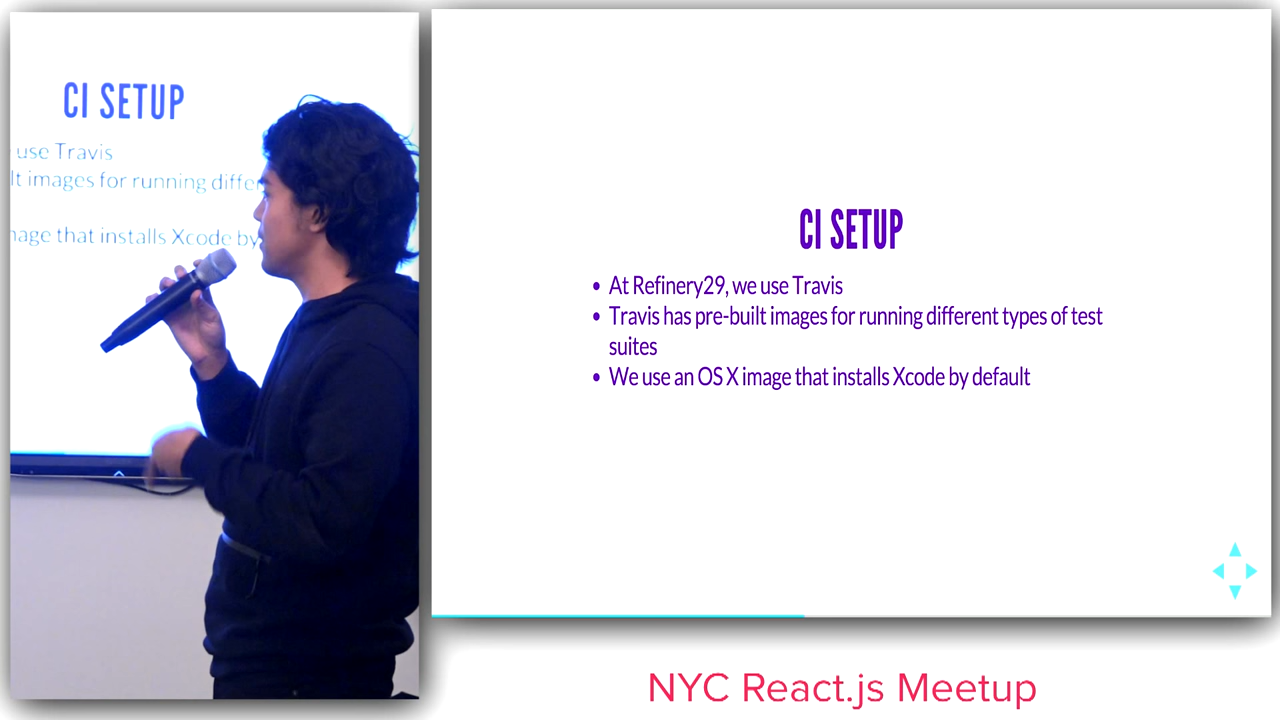 CI SETUP
use Travis
lt images for running differ
mage that installs Xcode by
CI SETUP
• At Refinery29, we use Travis
• Travis has pre-built images for running different types of test
suites
• We use an OS X image that installs Xcode by default
NYC React.js Meetup